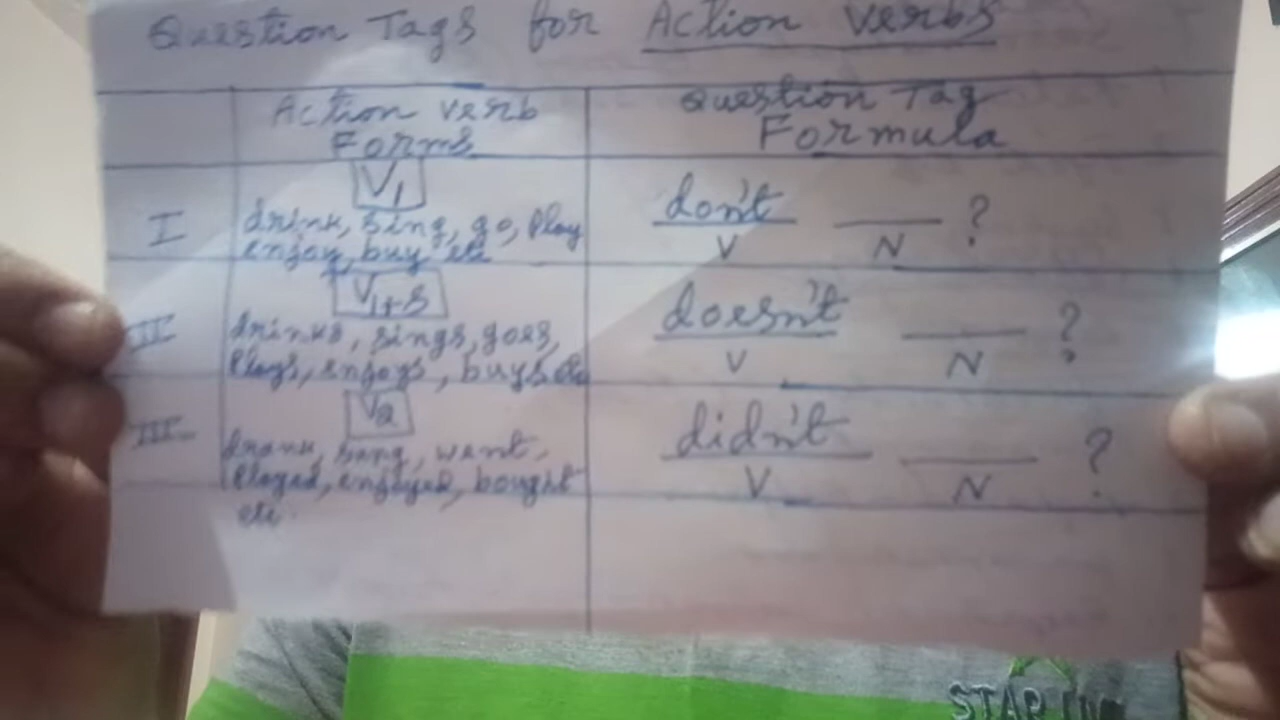 Question Tags for Action Verbs
Action verb
Forms
Question Tag
Formula
I
V1
drink, sing, go, Play
enjoy, buy etc
don't ?
V N
II
V1+s
drinks, sings, goes,
Plays, enjoys, buys, etc
doesn't ?
V N
III
V2
drank, sang, went,
Played, enjoyed, bought
etc.
didn't ?
V N
STAR